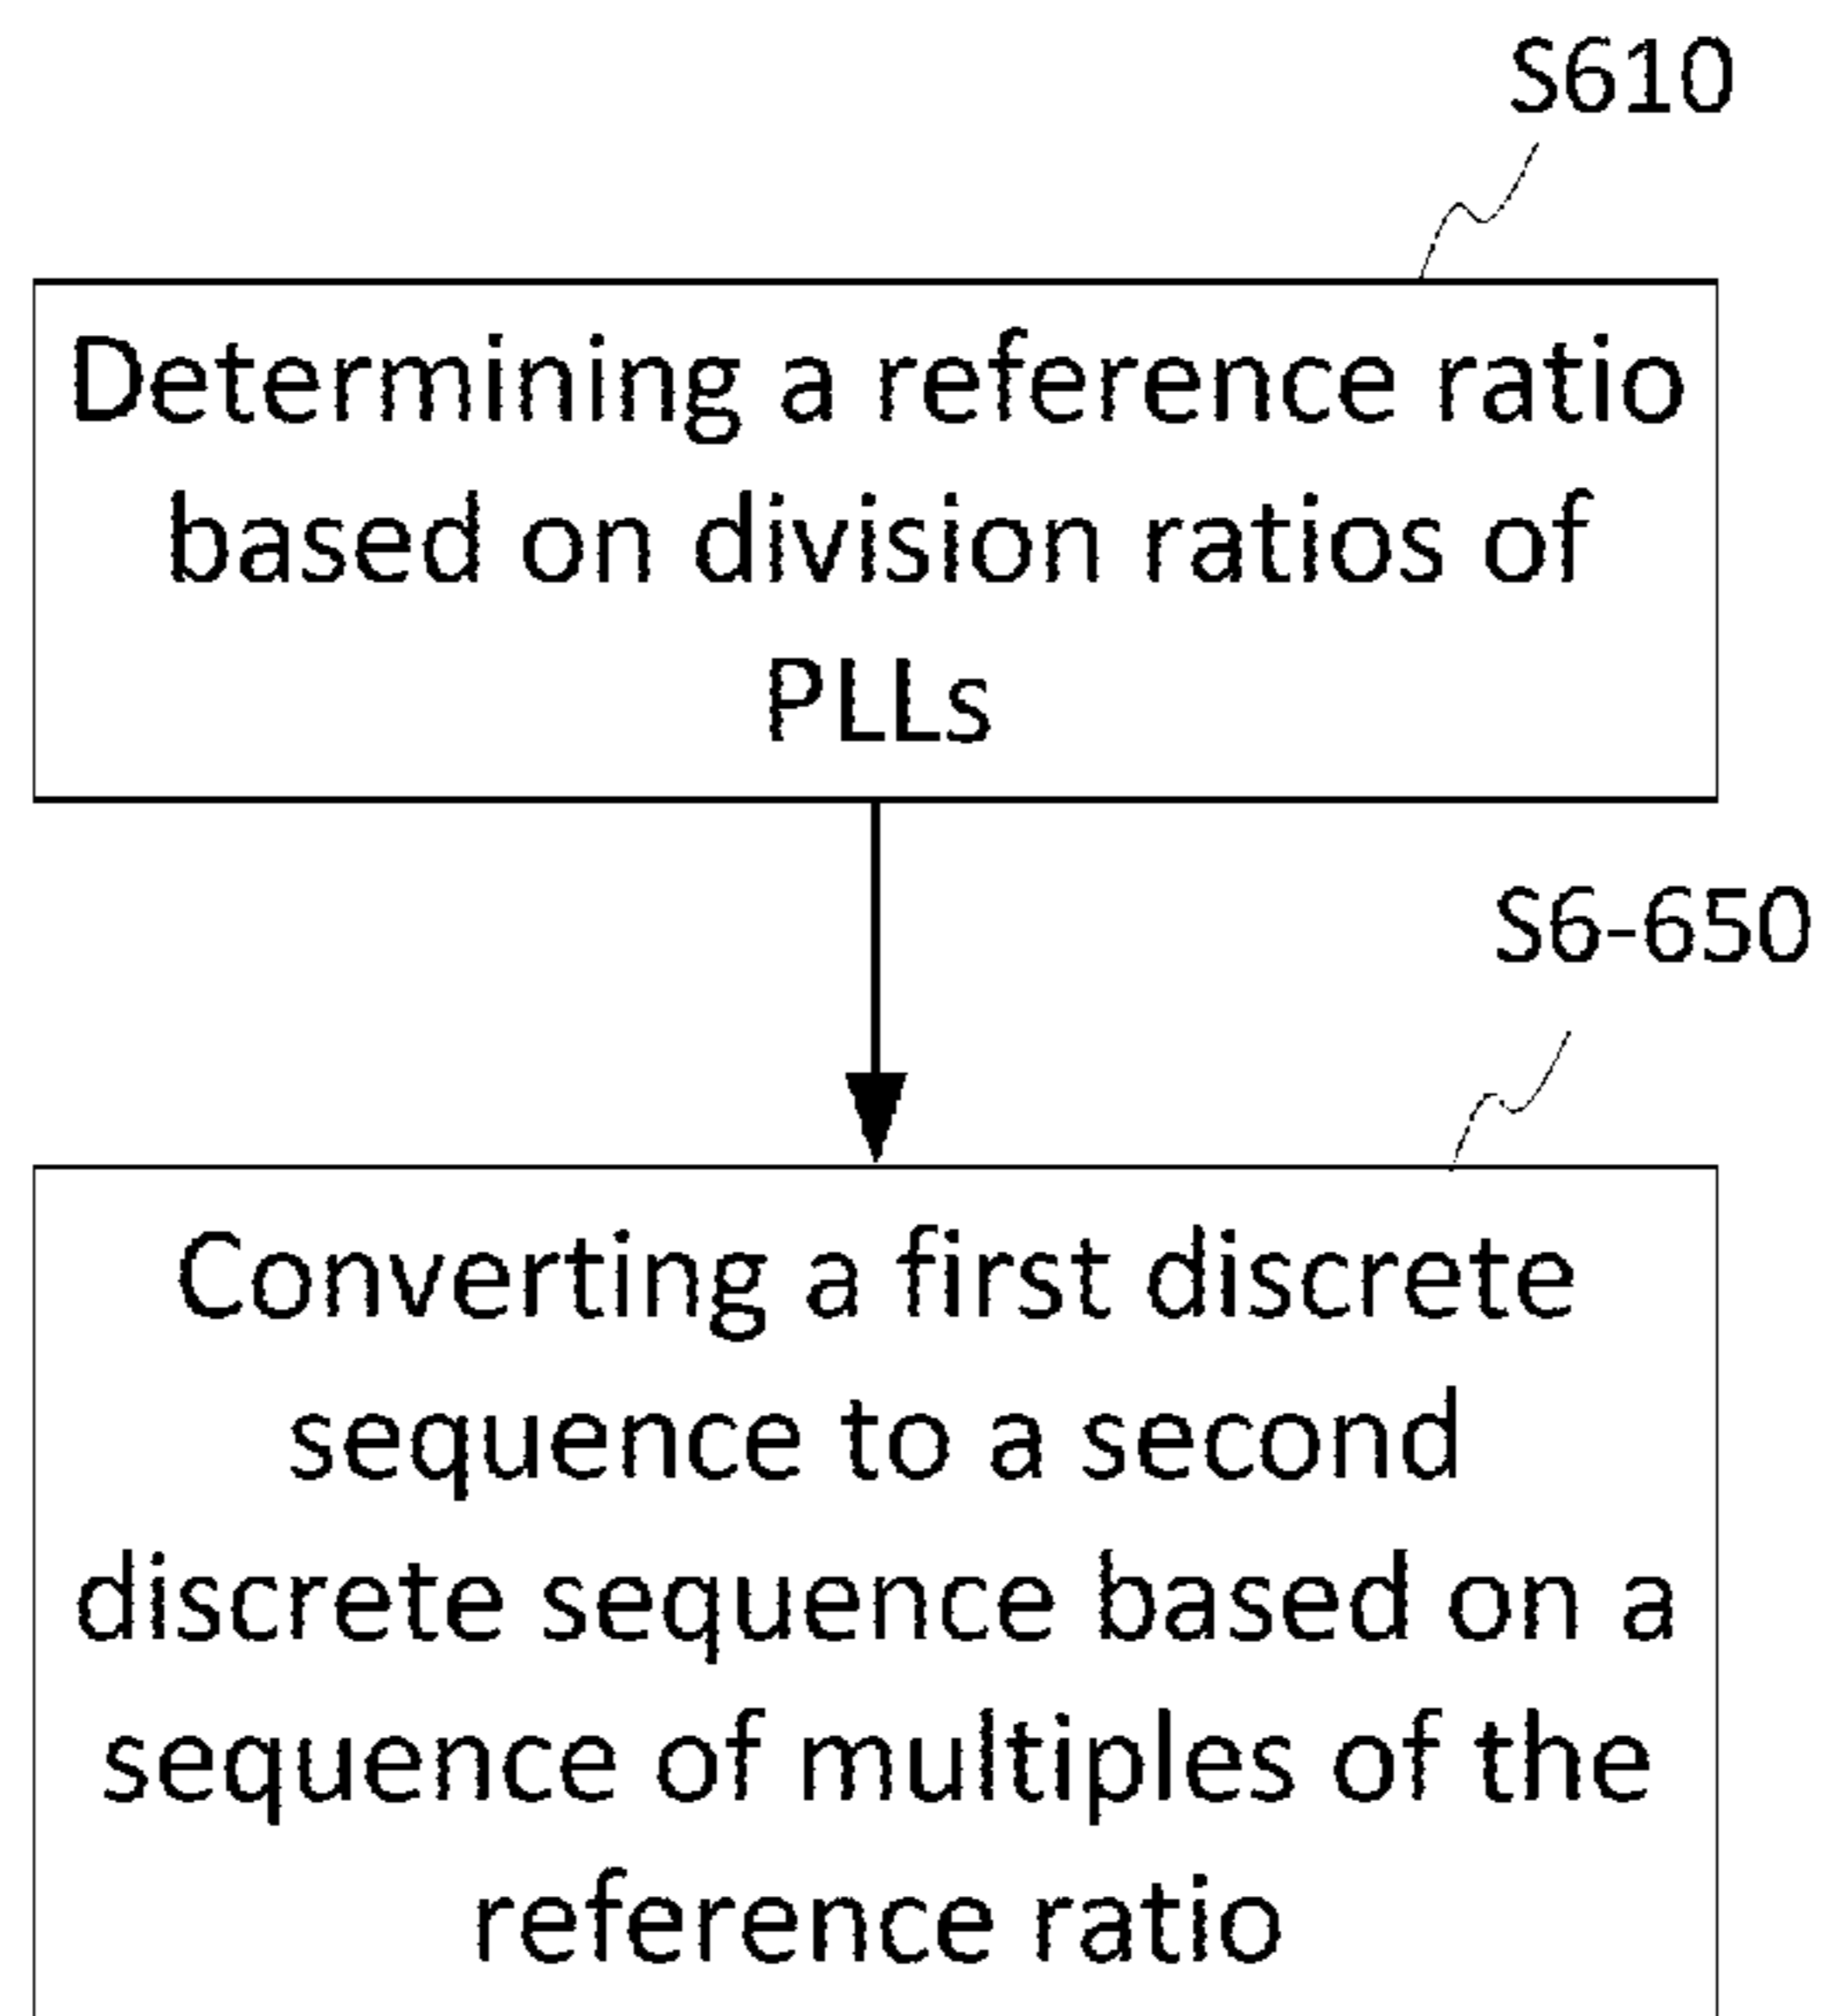 S610
Determining a reference ratio
based on division ratios of
PLLs
S6-650
Converting a first discrete
sequence to a second
discrete sequence based on a
sequence of multiples of the
reference ratio